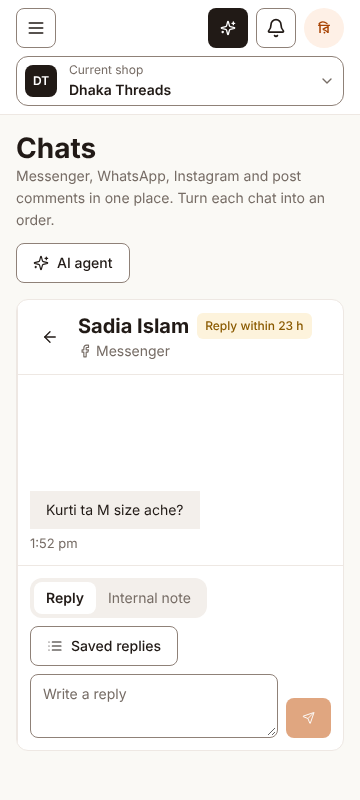 রি
DT
Current shop
Dhaka Threads
Chats
Messenger, WhatsApp, Instagram and post
comments in one place. Turn each chat into an
order.
AI agent
Sadia Islam
Reply within 23 h
Messenger
Kurti ta M size ache?
1:52 pm
Reply
Internal note
Saved replies
Write a reply